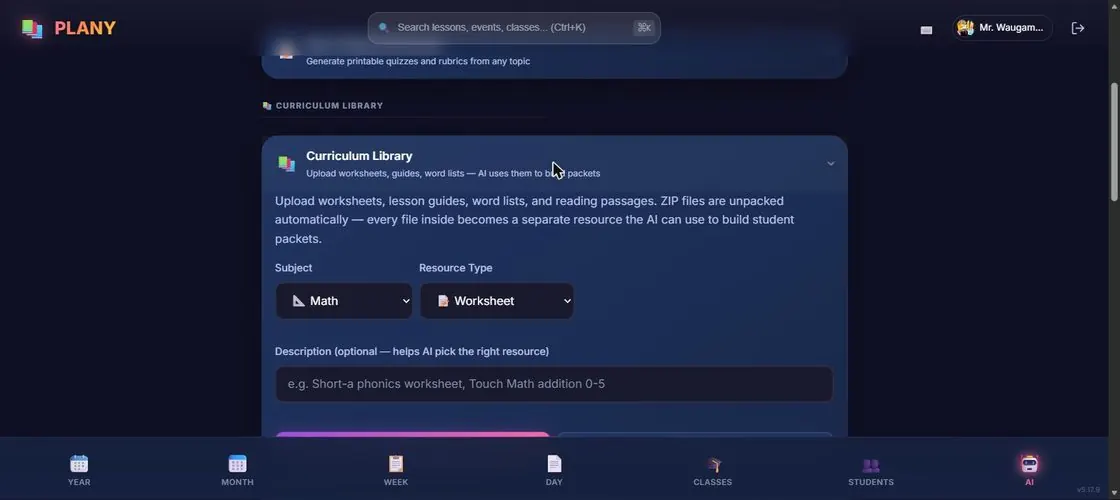 PLANY
Search lessons, events, classes... (Ctrl+K)
⌘K
Mr. Waugam...
Generate printable quizzes and rubrics from any topic
CURRICULUM LIBRARY
Curriculum Library
Upload worksheets, guides, word lists — AI uses them to packets
Upload worksheets, lesson guides, word lists, and reading passages. ZIP files are unpacked
automatically — every file inside becomes a separate resource the AI can use to build student
packets.
Subject
Resource Type
Math
Worksheet
Description (optional — helps AI pick the right resource)
e.g. Short-a phonics worksheet, Touch Math addition 0-5
YEAR
MONTH
WEEK
DAY
CLASSES
STUDENTS
AI
v9.17.9